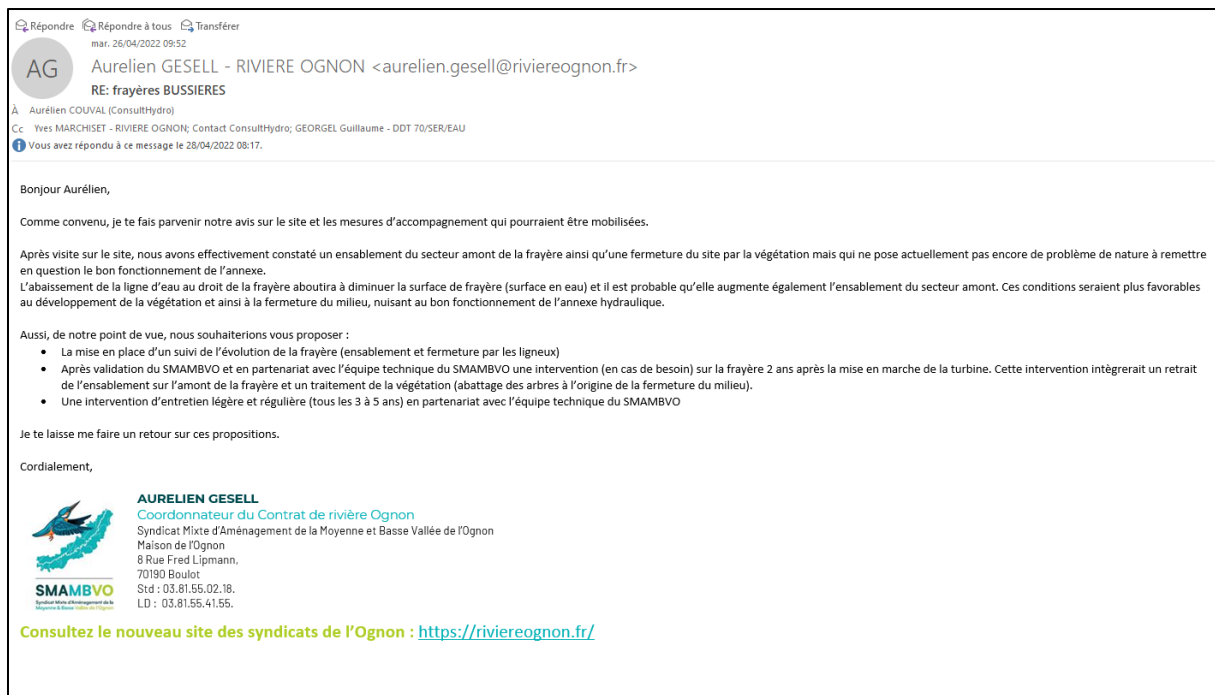 Répondre Répondre à tous Transférer
mar. 26/04/2022 09:52
AG
Aurelien GESELL - RIVIERE OGNON <aurelien.gesell@riviereognon.fr>
RE: frayères BUSSIERES
À Aurélien COUVAL (ConsultHydro)
Cc Yves MARCHISET - RIVIERE OGNON; Contact ConsultHydro; GEORGEL Guillaume - DDT 70/SER/EAU
Vous avez répondu à ce message le 28/04/2022 08:17.
Bonjour Aurélien,
Comme convenu, je te fais parvenir notre avis sur le site et les mesures d’accompagnement qui pourraient être mobilisées.
Après visite sur le site, nous avons effectivement constaté un ensablement du secteur amont de la frayère ainsi qu’une fermeture du site par la végétation mais qui ne pose actuellement pas encore de problème de nature à remettre
en question le bon fonctionnement de l’annexe.
L’abaissement de la ligne d’eau au droit de la frayère aboutira à diminuer la surface de frayère (surface en eau) et il est probable qu’elle augmente également l’ensablement du secteur amont. Ces conditions seraient plus favorables
au développement de la végétation et ainsi à la fermeture du milieu, nuisant au bon fonctionnement de l’annexe hydraulique.
Aussi, de notre point de vue, nous souhaiterions vous proposer :
• La mise en place d’un suivi de l’évolution de la frayère (ensablement et fermeture par les ligneux)
• Après validation du SMAMBVO et en partenariat avec l’équipe technique du SMAMBVO une intervention (en cas de besoin) sur la frayère 2 ans après la mise en marche de la turbine. Cette intervention intègrerait un retrait
de l’ensablement sur l’amont de la frayère et un traitement de la végétation (abattage des arbres à l’origine de la fermeture du milieu).
• Une intervention d’entretien légère et régulière (tous les 3 à 5 ans) en partenariat avec l’équipe technique du SMAMBVO
Je te laisse me faire un retour sur ces propositions.
Cordialement,
AURELIEN GESELL
Coordonnateur du Contrat de rivière Ognon
Syndicat Mixte d’Aménagement de la Moyenne et Basse Vallée de l’Ognon
Maison de l’Ognon
8 Rue Fred Lipmann,
70190 Boulot
Std : 03.81.55.02.18.
LD : 03.81.55.41.55.
SMAMBVO
Syndicat Mixte d’Aménagement de la
Moyenne & Basse Vallée de l’Ognon
Consultez le nouveau site des syndicats de l’Ognon : https://riviereognon.fr/